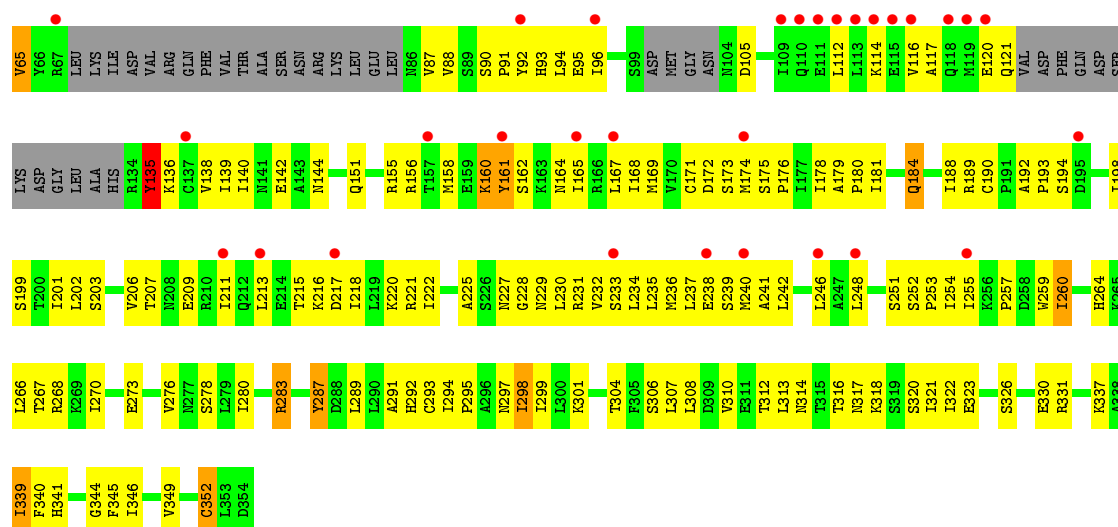 V65 Y66 R67 LEU LYS ILE ASP VAL ARG GLN PHE VAL THR ALA SER ASN ARG LYS LEU GLU LEU N86 V87 V88 S89 S90 P91 Y92 H93 L94 E95 I96 S99 ASP MET GLY ASN N104 D105 I109 Q110 E111 L112 L113 K114 E115 V116 A117 Q118 M119 E120 Q121 VAL ASP PHE GLN ASP SER
LYS ASP GLY LEU ALA HIS R134 Y135 K136 C137 V138 I139 I140 N141 E142 A143 N144 Q151 R155 R156 T157 M158 E159 K160 Y161 S162 K163 N164 I165 R166 L167 I168 M169 V170 C171 D172 S173 M174 S175 P176 I177 I178 A179 P180 I181 Q184 I188 R189 C190 P191 A192 P193 S194 D195 I198
S199 T200 I201 L202 S203 V206 T207 N208 E209 R210 I211 Q212 L213 E214 T215 K216 D217 I218 L219 K220 R221 I222 A225 S226 N227 G228 N229 L230 R231 V232 S233 L234 L235 M236 L237 E238 S239 M240 A241 L242 L246 A247 L248 S251 S252 P253 I254 I255 K256 P257 D258 W259 I260 H264 K265
L266 T267 R268 K269 I270 E273 V276 N277 S278 L279 I280 R283 Y287 D288 L289 L290 A291 H292 C293 I294 P295 A296 N297 I298 I299 L300 K301 T304 F305 S306 L307 L308 D309 V310 E311 T312 L313 N314 T315 T316 N317 K318 S319 S320 I321 I322 E323 S326 E330 R331 K337 A338
I339 F340 H341 G344 F345 I346 V349 C352 L353 D354